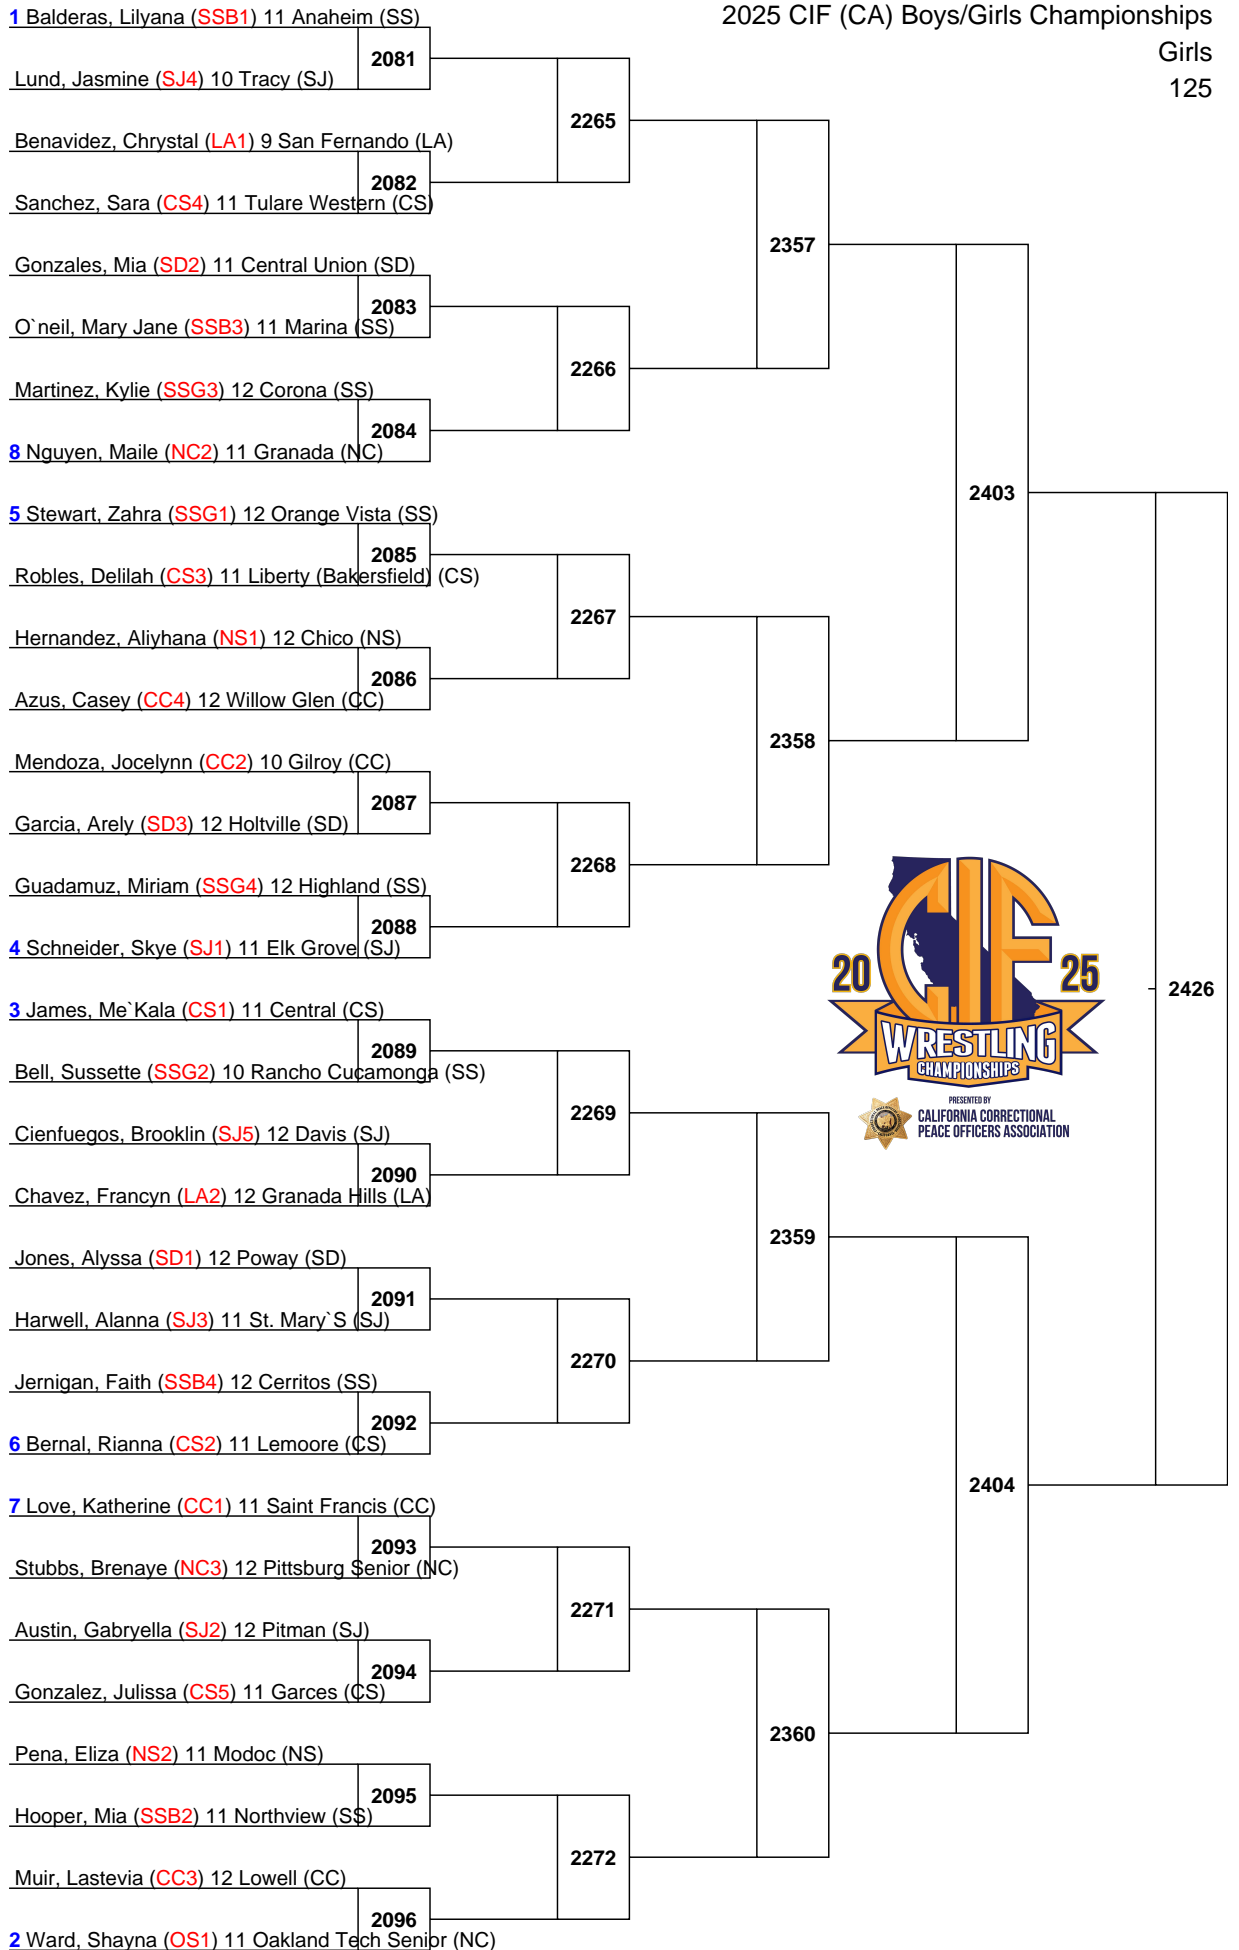 2025 CIF (CA) Boys/Girls Championships
Girls
125
1 Balderas, Lilyana (SSB1) 11 Anaheim (SS)
2081
Lund, Jasmine (SJ4) 10 Tracy (SJ)
2265
Benavidez, Chrystal (LA1) 9 San Fernando (LA)
2082
Sanchez, Sara (CS4) 11 Tulare Western (CS)
2357
Gonzales, Mia (SD2) 11 Central Union (SD)
2083
O`neil, Mary Jane (SSB3) 11 Marina (SS)
2266
Martinez, Kylie (SSG3) 12 Corona (SS)
2084
8 Nguyen, Maile (NC2) 11 Granada (NC)
2403
5 Stewart, Zahra (SSG1) 12 Orange Vista (SS)
2085
Robles, Delilah (CS3) 11 Liberty (Bakersfield) (CS)
2267
Hernandez, Aliyhana (NS1) 12 Chico (NS)
2086
Azus, Casey (CC4) 12 Willow Glen (CC)
2358
Mendoza, Jocelynn (CC2) 10 Gilroy (CC)
2087
Garcia, Arely (SD3) 12 Holtville (SD)
2268
Guadamuz, Miriam (SSG4) 12 Highland (SS)
2088
4 Schneider, Skye (SJ1) 11 Elk Grove (SJ)
20 CIF 25
WRESTLING
CHAMPIONSHIPS
PRESENTED BY
CALIFORNIA CORRECTIONAL
PEACE OFFICERS ASSOCIATION
2426
3 James, Me`Kala (CS1) 11 Central (CS)
2089
Bell, Sussette (SSG2) 10 Rancho Cucamonga (SS)
2269
Cienfuegos, Brooklin (SJ5) 12 Davis (SJ)
2090
Chavez, Francyn (LA2) 12 Granada Hills (LA)
2359
Jones, Alyssa (SD1) 12 Poway (SD)
2091
Harwell, Alanna (SJ3) 11 St. Mary`S (SJ)
2270
Jernigan, Faith (SSB4) 12 Cerritos (SS)
2092
6 Bernal, Rianna (CS2) 11 Lemoore (CS)
2404
7 Love, Katherine (CC1) 11 Saint Francis (CC)
2093
Stubbs, Brenaye (NC3) 12 Pittsburg Senior (NC)
2271
Austin, Gabryella (SJ2) 12 Pitman (SJ)
2094
Gonzalez, Julissa (CS5) 11 Garces (CS)
2360
Pena, Eliza (NS2) 11 Modoc (NS)
2095
Hooper, Mia (SSB2) 11 Northview (SS)
2272
Muir, Lastevia (CC3) 12 Lowell (CC)
2096
2 Ward, Shayna (OS1) 11 Oakland Tech Senior (NC)